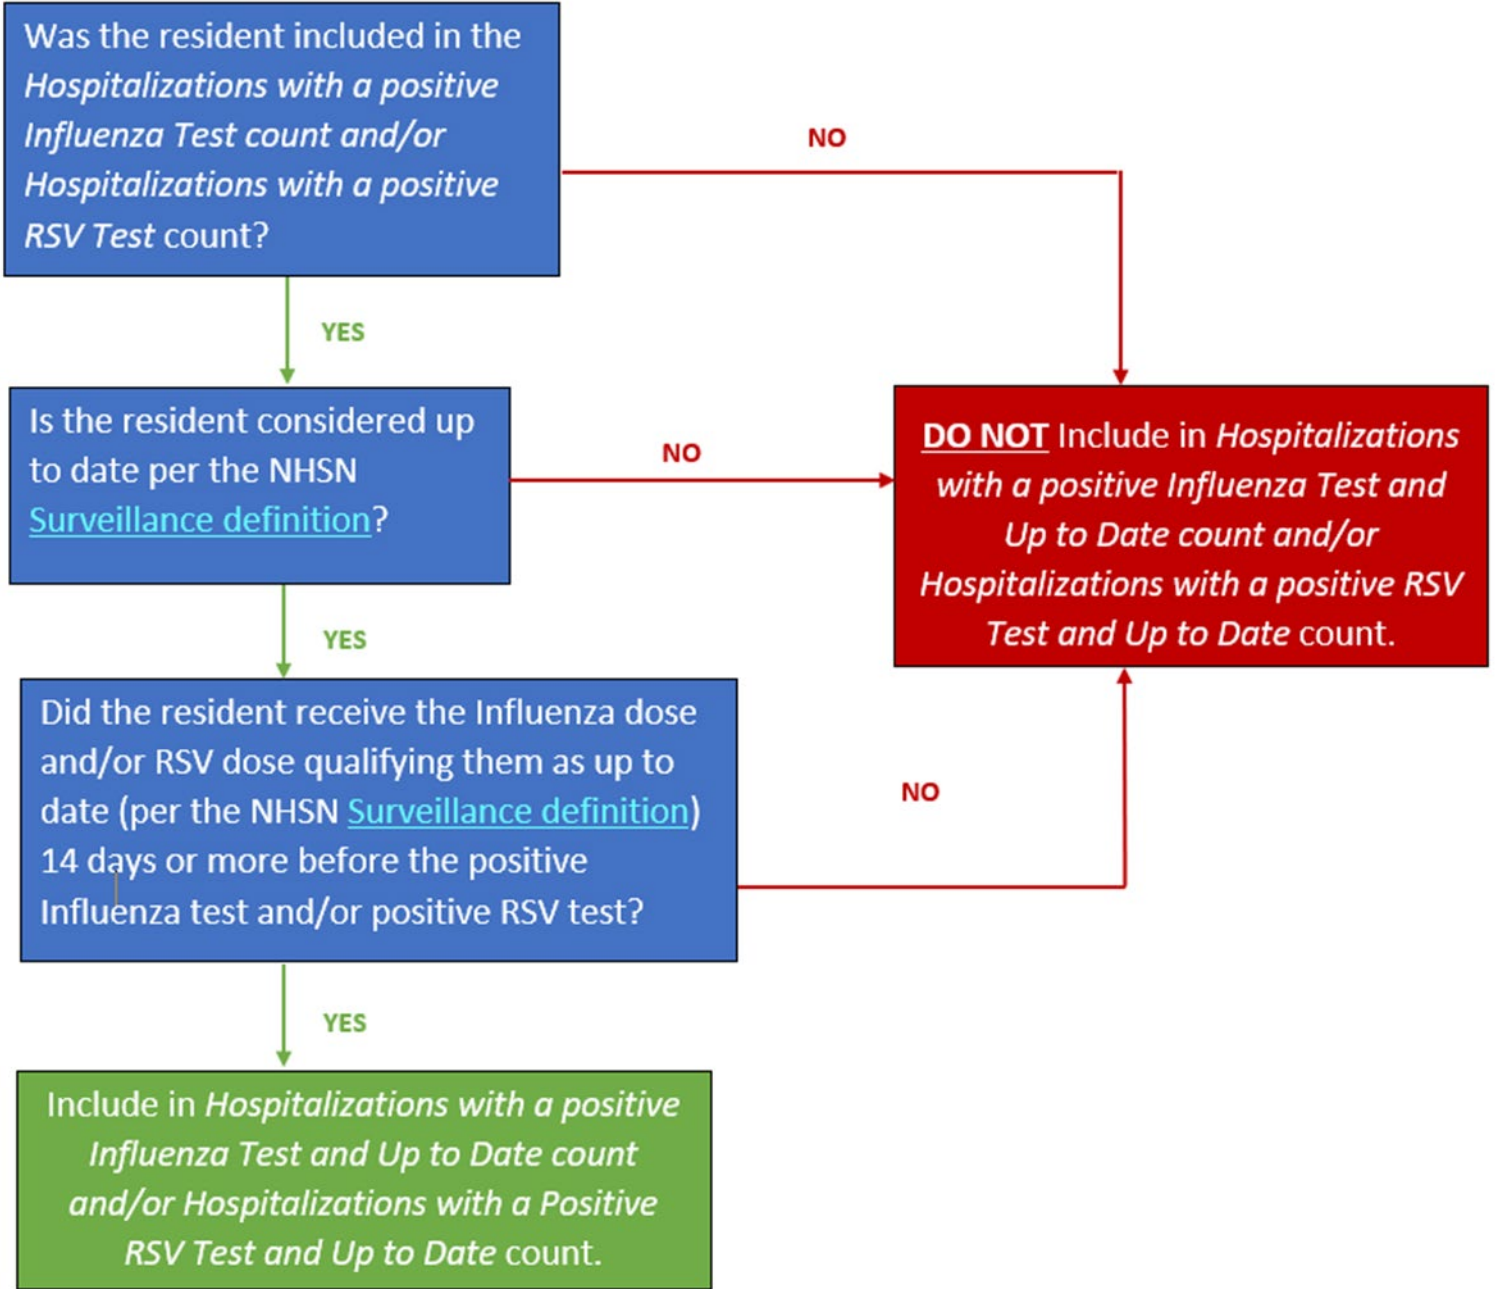 Was the resident included in the
Hospitalizations with a positive
Influenza Test count and/or
Hospitalizations with a positive
RSV Test count?
NO
YES
Is the resident considered up
to date per the NHSN
Surveillance definition?
NO
DO NOT Include in Hospitalizations
with a positive Influenza Test and
Up to Date count and/or
Hospitalizations with a positive RSV
Test and Up to Date count.
YES
Did the resident receive the Influenza dose
and/or RSV dose qualifying them as up to
date (per the NHSN Surveillance definition)
14 days or more before the positive
Influenza test and/or positive RSV test?
NO
YES
Include in Hospitalizations with a positive
Influenza Test and Up to Date count
and/or Hospitalizations with a Positive
RSV Test and Up to Date count.